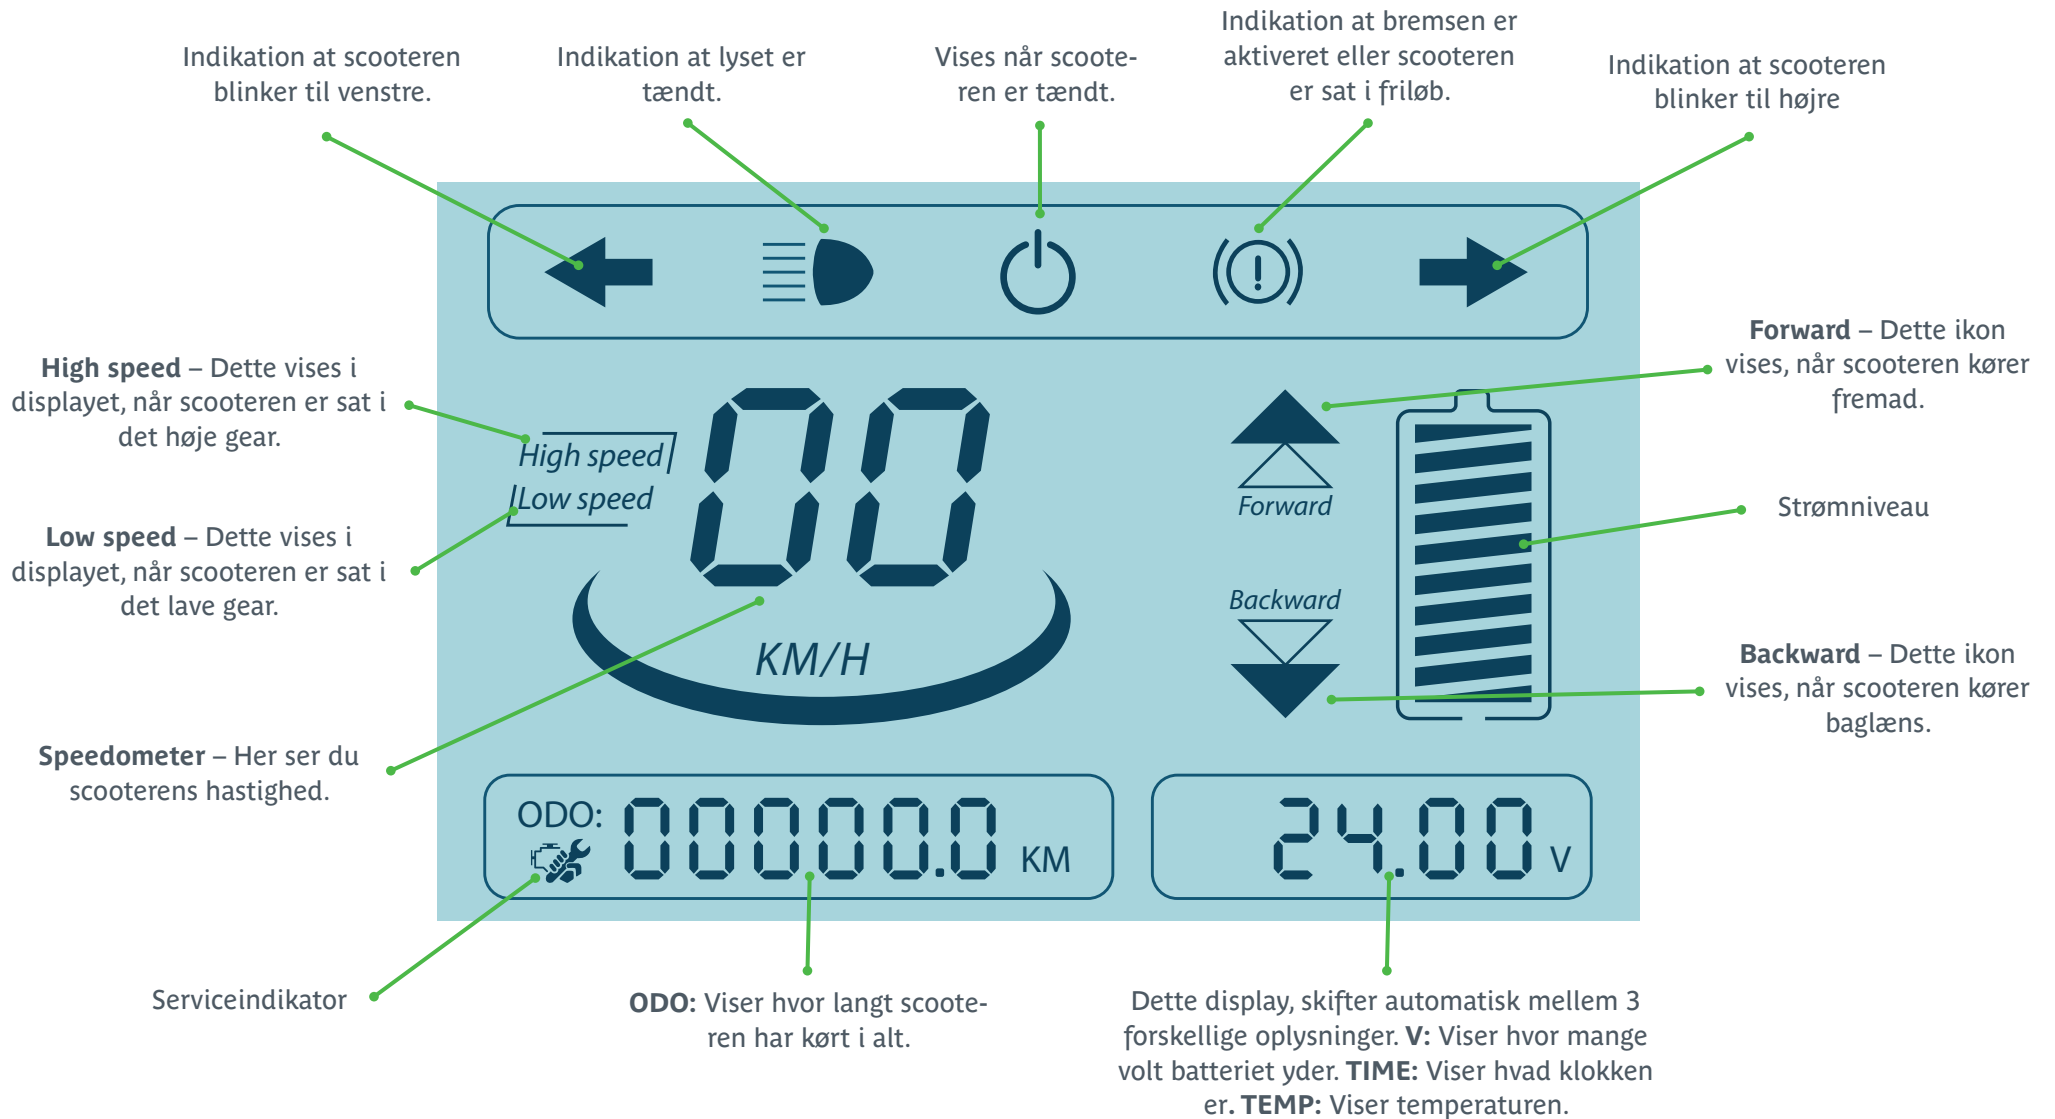 Indikation at scooteren
blinker til venstre.
Indikation at lyset er
tændt.
Vises når scoote-
ren er tændt.
Indikation at bremsen er
aktiveret eller scooteren
er sat i friløb.
Indikation at scooteren
blinker til højre
High speed – Dette vises i
displayet, når scooteren er sat i
det høje gear.
Low speed – Dette vises i
displayet, når scooteren er sat i
det lave gear.
Speedometer – Her ser du
scooterens hastighed.
High speed
Low speed
00
KM/H
Forward
Backward
Forward – Dette ikon
vises, når scooteren kører
fremad.
Strømniveau
Backward – Dette ikon
vises, når scooteren kører
baglæns.
ODO: 00000.0 KM
24.00 V
Serviceindikator
ODO: Viser hvor langt scoote-
ren har kørt i alt.
Dette display, skifter automatisk mellem 3
forskellige oplysninger. V: Viser hvor mange
volt batteriet yder. TIME: Viser hvad klokken
er. TEMP: Viser temperaturen.